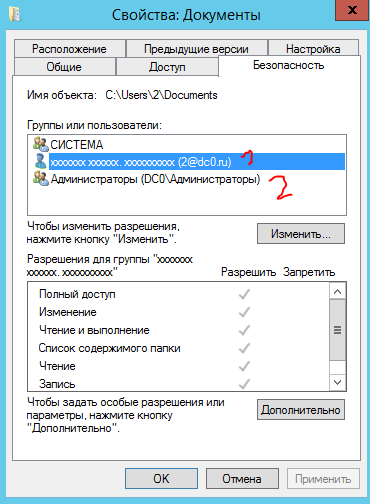 Свойства: Документы
Расположение Предыдущие версии Настройка
Общие Доступ Безопасность
Имя объекта: C:\Users\2\Documents
Группы или пользователи:
СИСТЕМА
xxxxxxx xxxxxx. xxxxxxxxxx (2@dc0.ru) 1
Администраторы (DC0\Администраторы) 2
Чтобы изменить разрешения,
нажмите кнопку "Изменить". Изменить...
Разрешения для группы "xxxxxxx
xxxxxx. xxxxxxxxxx" Разрешить Запретить
Полный доступ
Изменение
Чтение и выполнение
Список содержимого папки
Чтение
Запись
Чтобы задать особые разрешения или
параметры, нажмите кнопку
"Дополнительно". Дополнительно
OK Отмена Применить